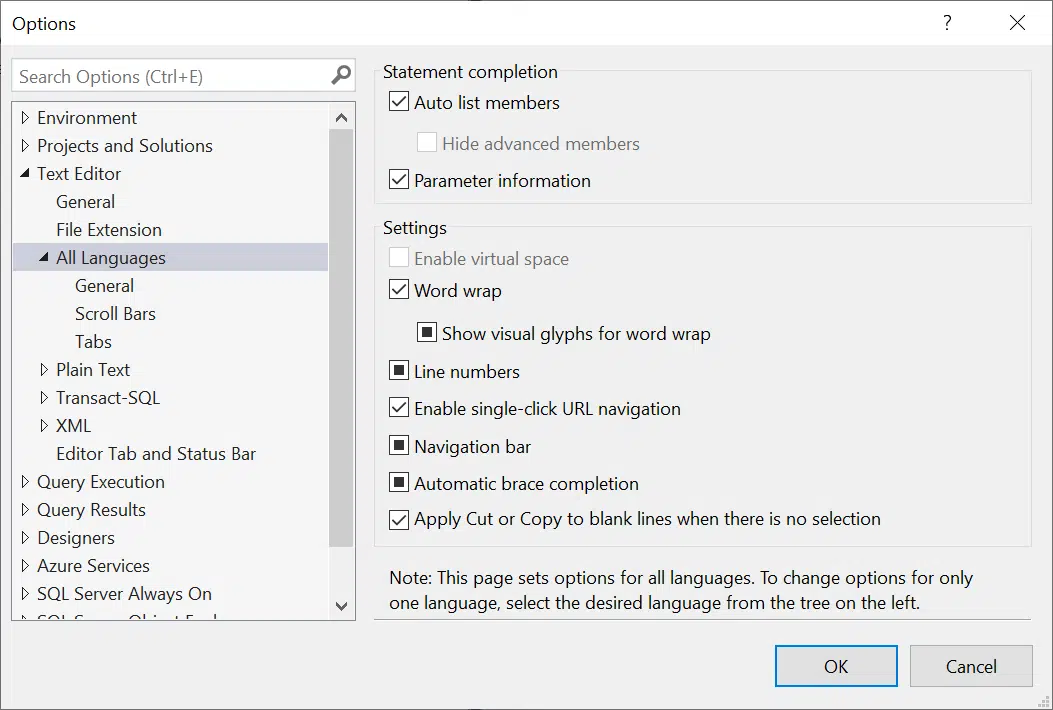 Options
?
Search Options (Ctrl+E)
Environment
Projects and Solutions
Text Editor
General
File Extension
All Languages
General
Scroll Bars
Tabs
Plain Text
Transact-SQL
XML
Editor Tab and Status Bar
Query Execution
Query Results
Designers
Azure Services
SQL Server Always On
Statement completion
Auto list members
Hide advanced members
Parameter information
Settings
Enable virtual space
Word wrap
Show visual glyphs for word wrap
Line numbers
Enable single-click URL navigation
Navigation bar
Automatic brace completion
Apply Cut or Copy to blank lines when there is no selection
Note: This page sets options for all languages. To change options for only
one language, select the desired language from the tree on the left.
OK
Cancel